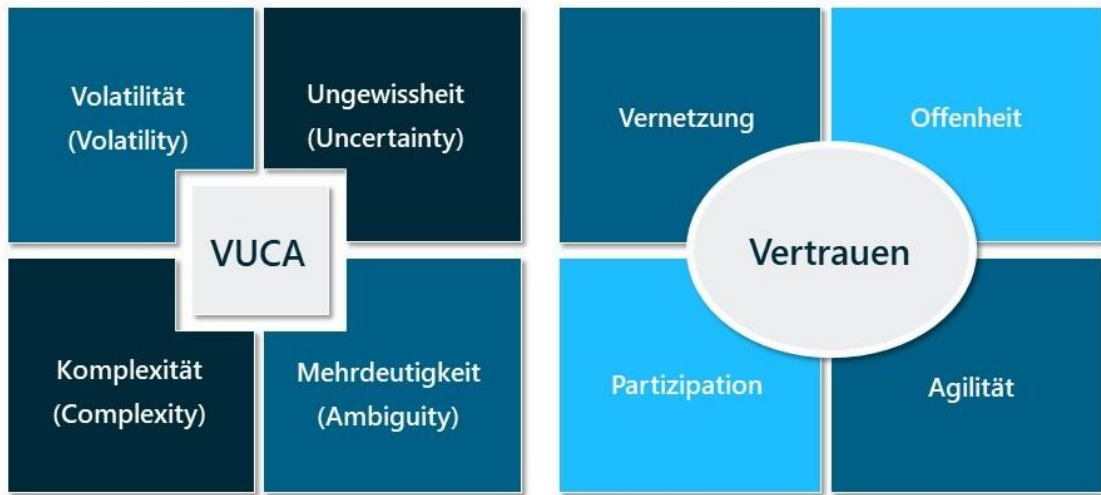 Volatilität
(Volatility)
Ungewissheit
(Uncertainty)
VUCA
Komplexität
(Complexity)
Mehrdeutigkeit
(Ambiguity)
Vernetzung
Offenheit
Vertrauen
Partizipation
Agilität